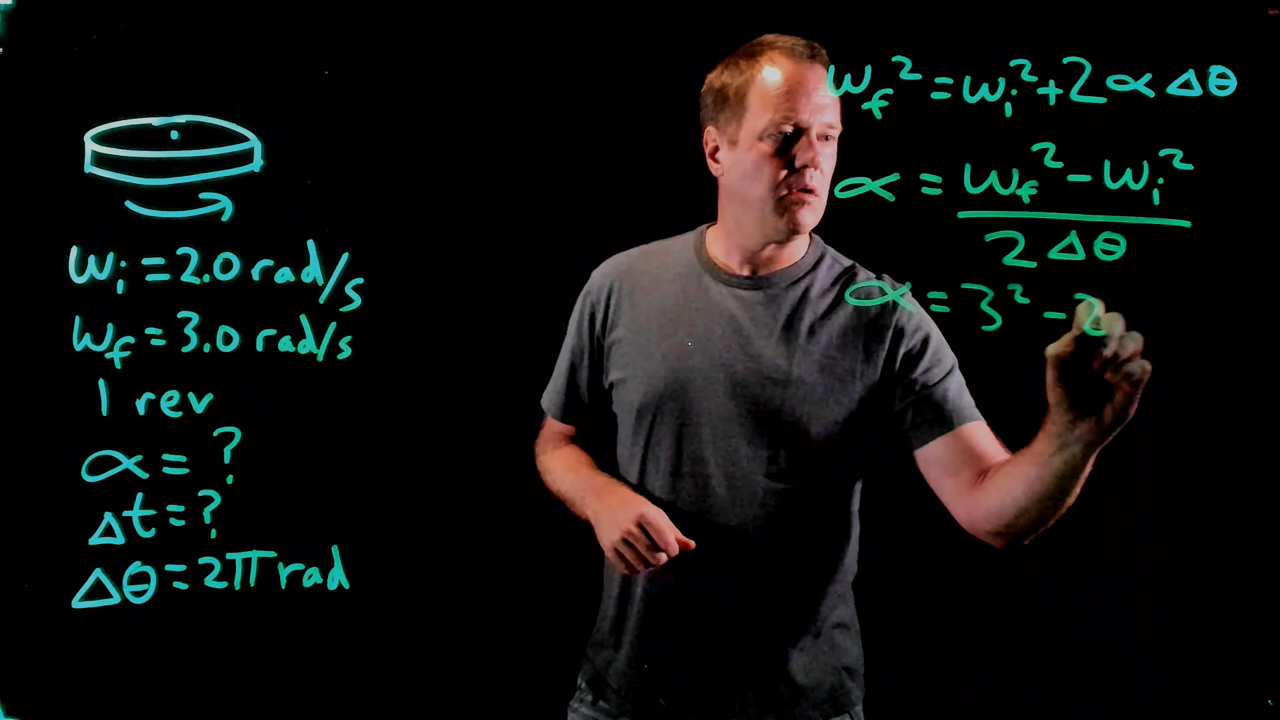 ωi = 2.0 rad/s
ωf = 3.0 rad/s
1 rev
α = ?
Δt = ?
Δθ = 2π rad
ωf² = ωi² + 2αΔθ
α = ωf² - ωi²
2Δθ
α = 3² - 2